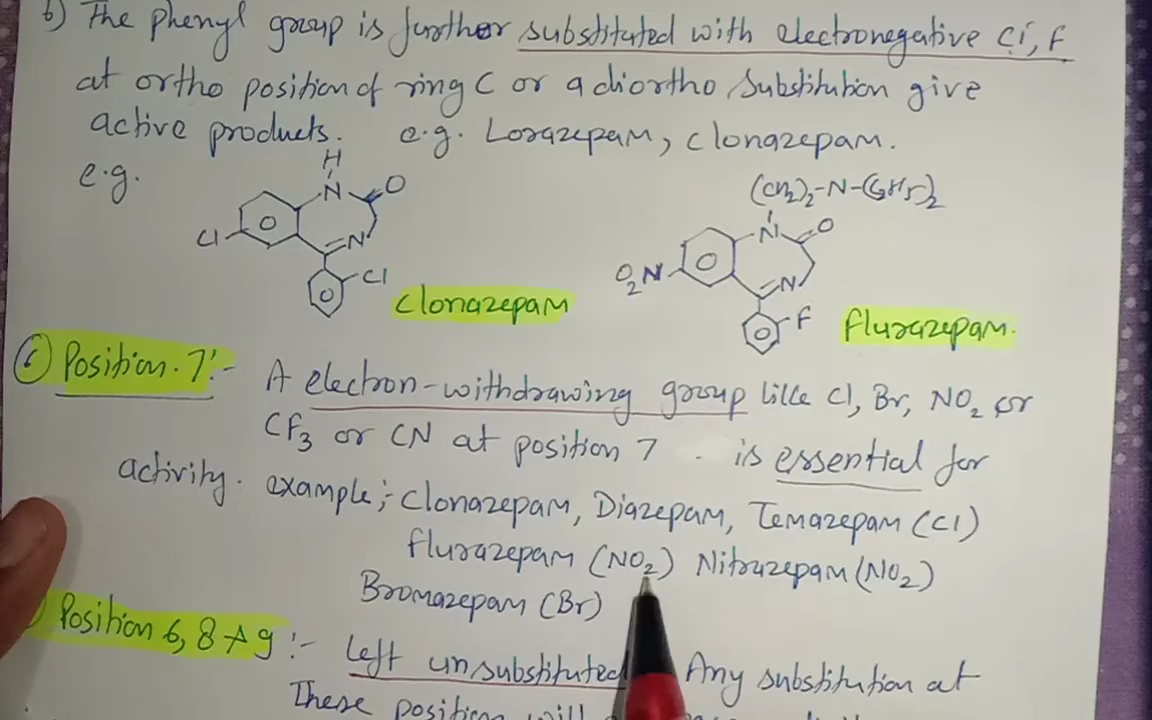 b) The phenyl group is further substituted with electronegative Cl, F
at ortho position of ring C or a diortho Substitution give
active products. e.g. Lorazepam, Clonazepam.
e.g.
H
N
O
Cl
N
Cl
Clonazepam
(CH2)2-N-(C2H5)2
N
O
O2N
N
F
Flurazepam.
C) Position.7:-
A electron-withdrawing group like Cl, Br, NO2 or
CF3 or CN at position 7 is essential for
activity. example;- Clonazepam, Diazepam, Temazepam (Cl)
Flurazepam (NO2) Nitrazepam (NO2)
Bromazepam (Br)
Position 6, 8 & 9 :-
Left unsubstituted Any substitution at
These position will